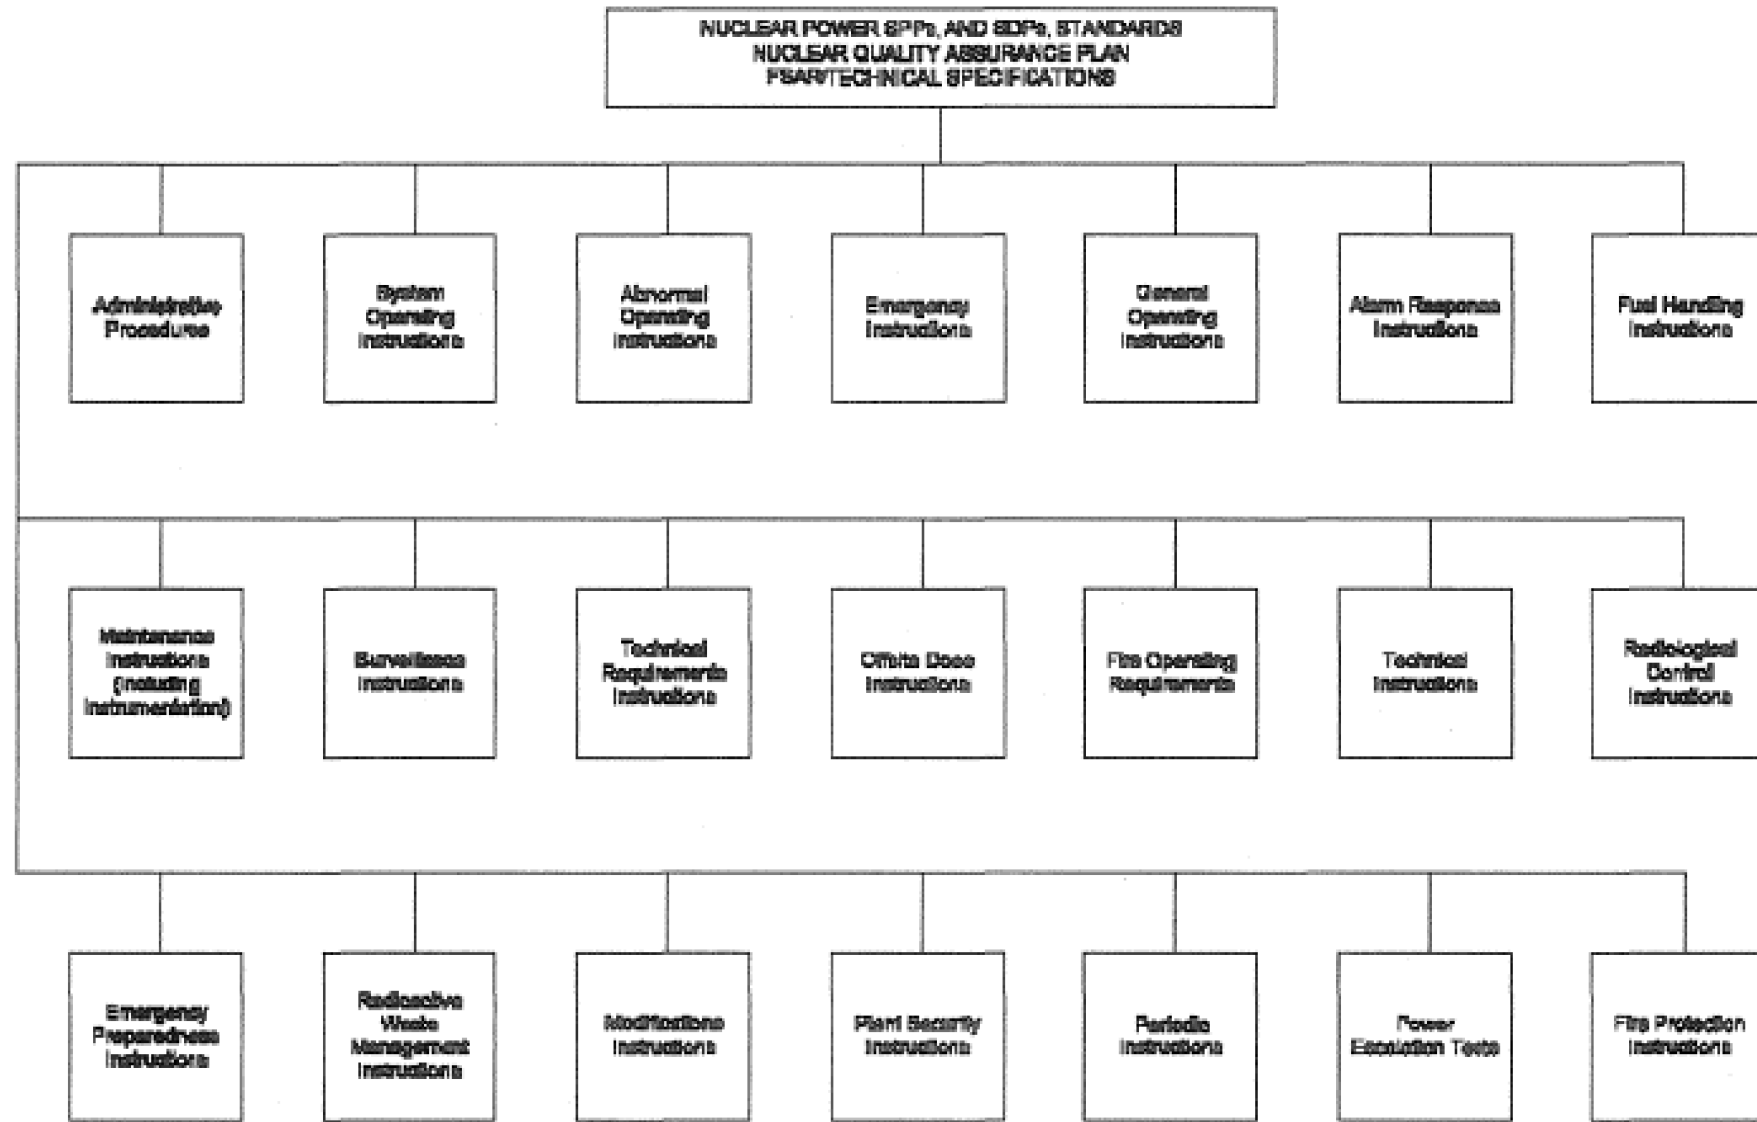 NUCLEAR POWER SPPs, AND SDPs, STANDARDS
NUCLEAR QUALITY ASSURANCE PLAN
FSAR/TECHNICAL SPECIFICATIONS
Administrative
Procedures
System
Operating
Instructions
Abnormal
Operating
Instructions
Emergency
Instructions
General
Operating
Instructions
Alarm Response
Instructions
Fuel Handling
Instructions
Maintenance
Instructions
(Including
Instrumentation)
Surveillance
Instructions
Technical
Requirements
Instructions
Offsite Dose
Instructions
Fire Operating
Requirements
Technical
Instructions
Radiological
Control
Instructions
Emergency
Preparedness
Instructions
Radioactive
Waste
Management
Instructions
Modifications
Instructions
Plant Security
Instructions
Periodic
Instructions
Power
Escalation Tests
Fire Protection
Instructions